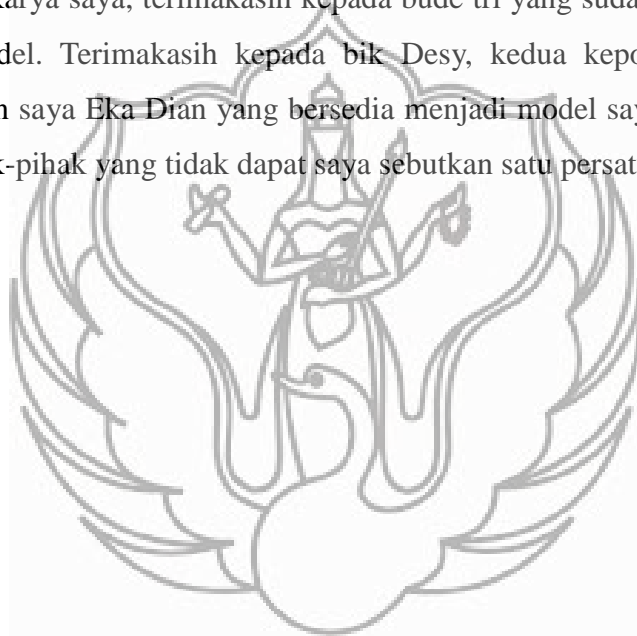 karya saya, terimakasih kepada bude tri yang suda
del. Terimakasih kepada bik Desy, kedua kepo
n saya Eka Dian yang bersedia menjadi model say
k-pihak yang tidak dapat saya sebutkan satu persat